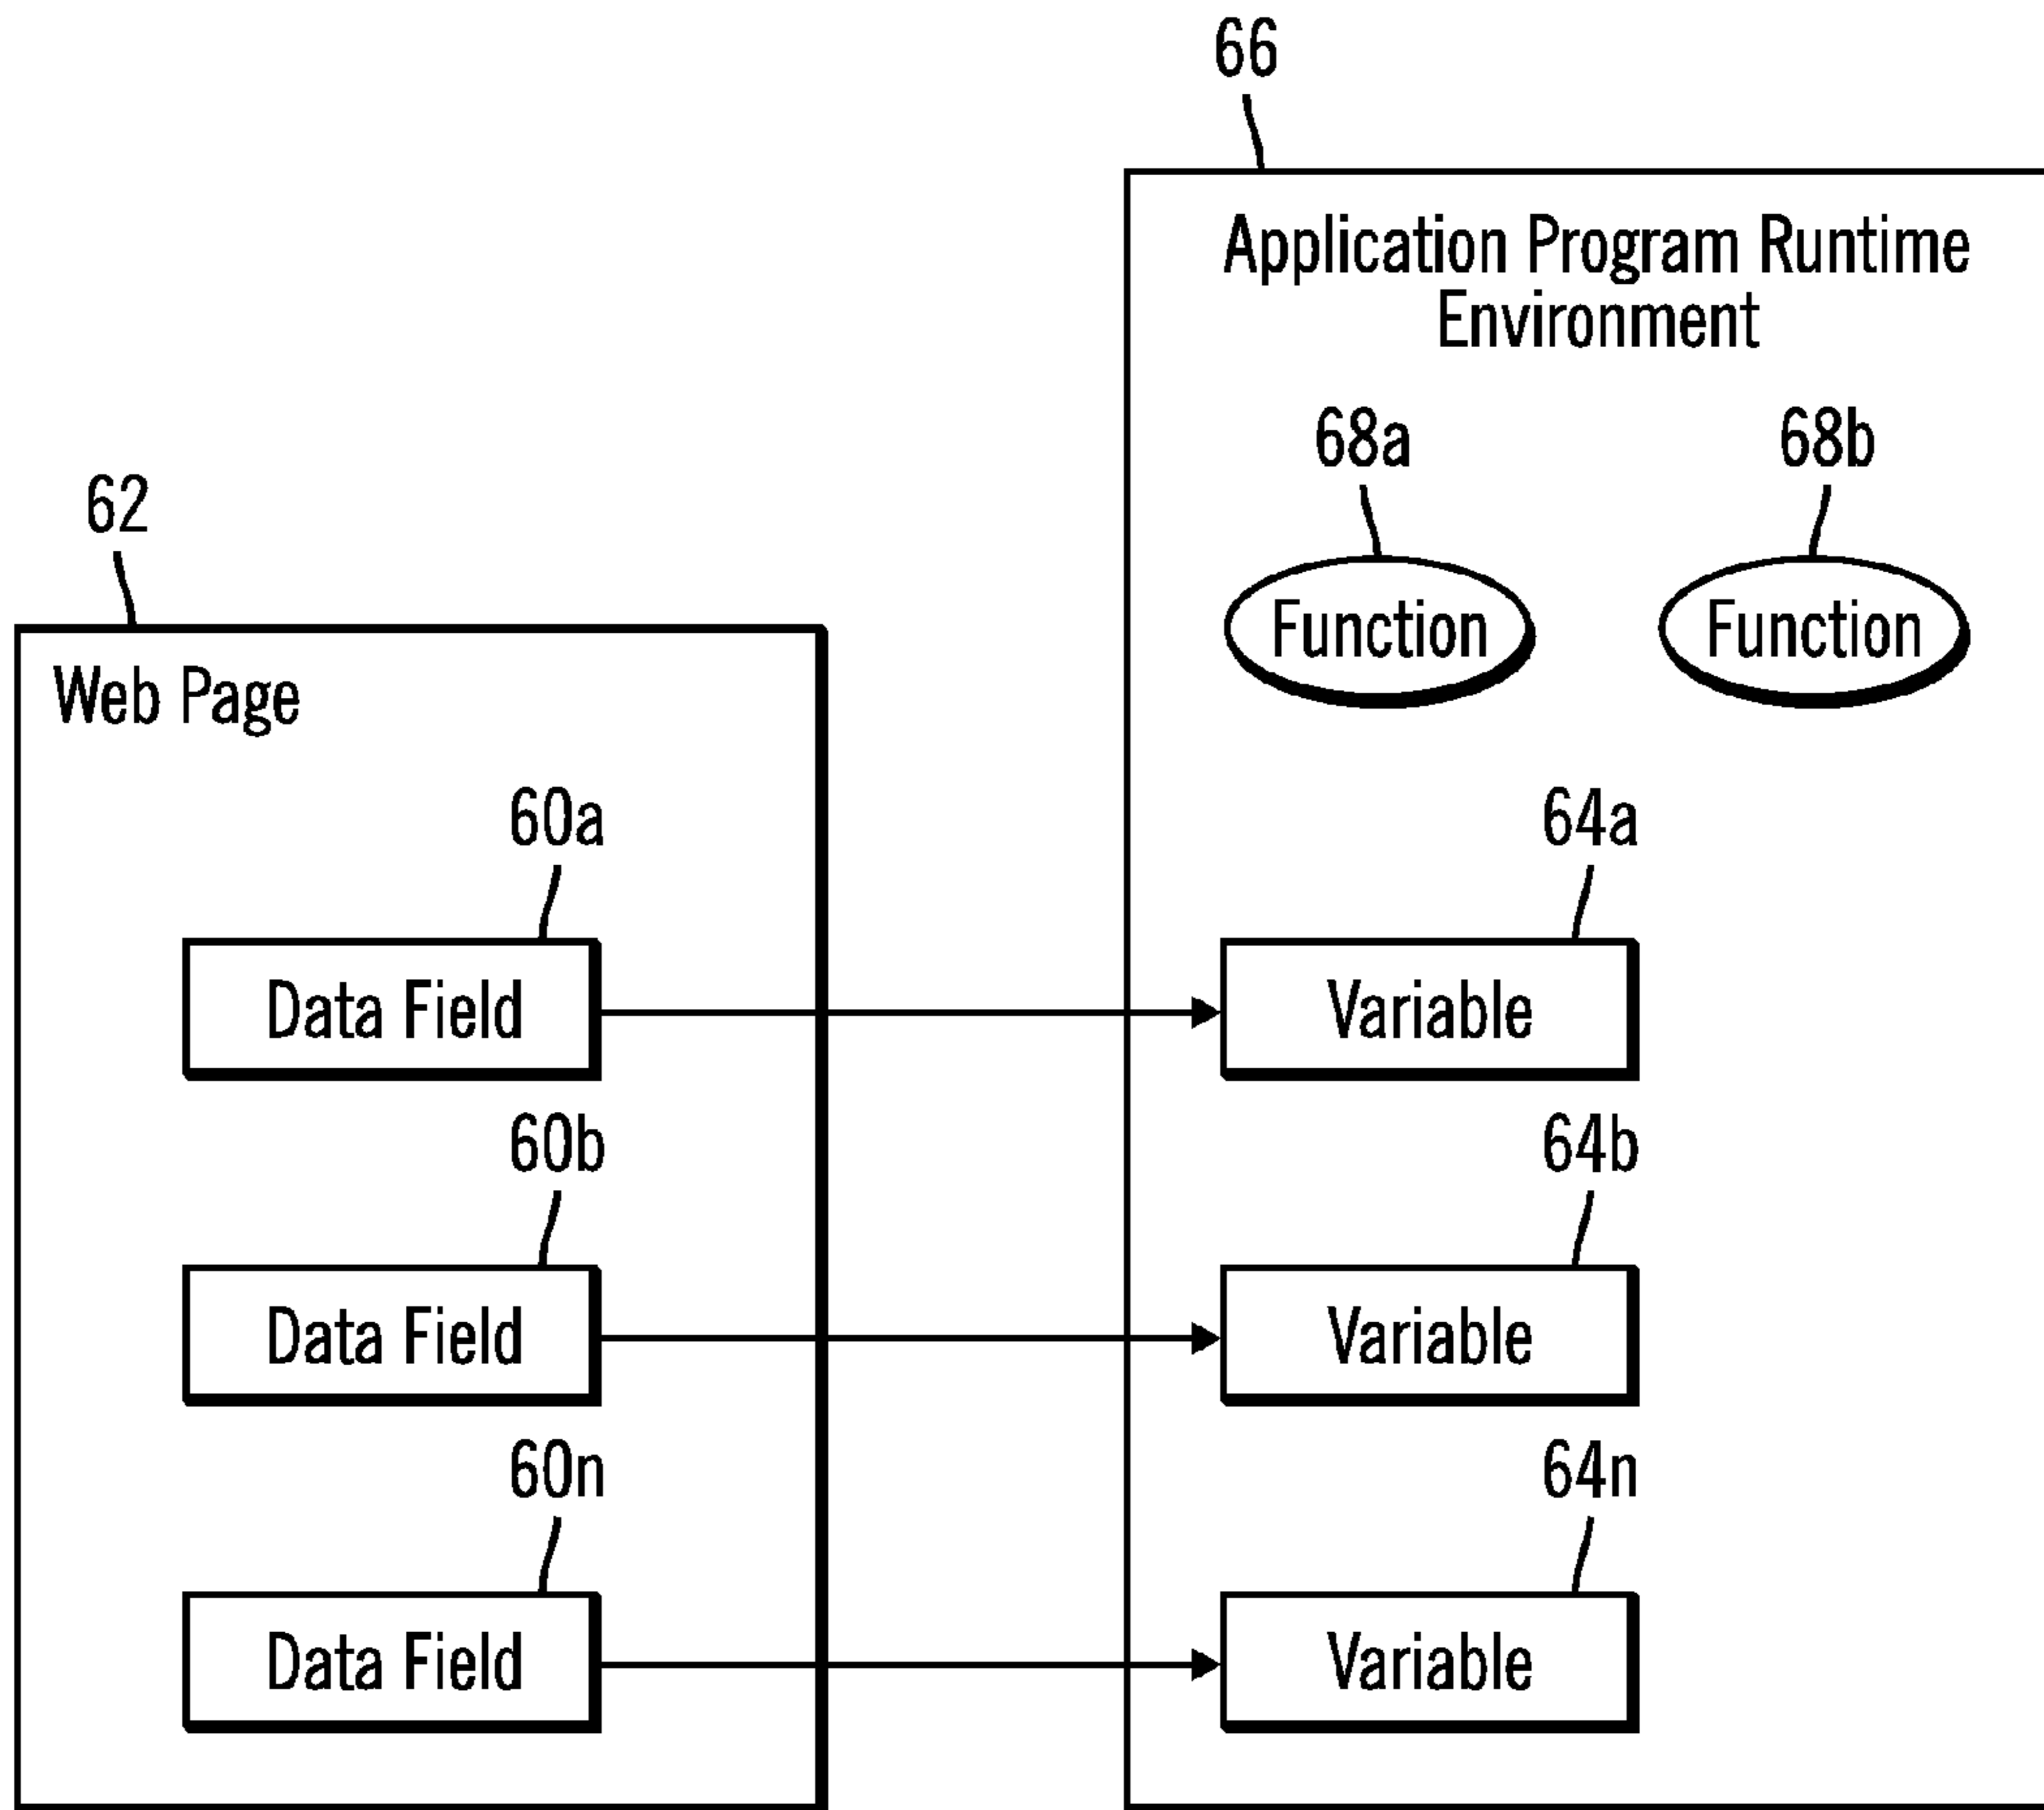 66
Application Program Runtime
Environment
68a
68b
Function
Function
62
Web Page
60a
Data Field
60b
Data Field
60n
Data Field
64a
Variable
64b
Variable
64n
Variable